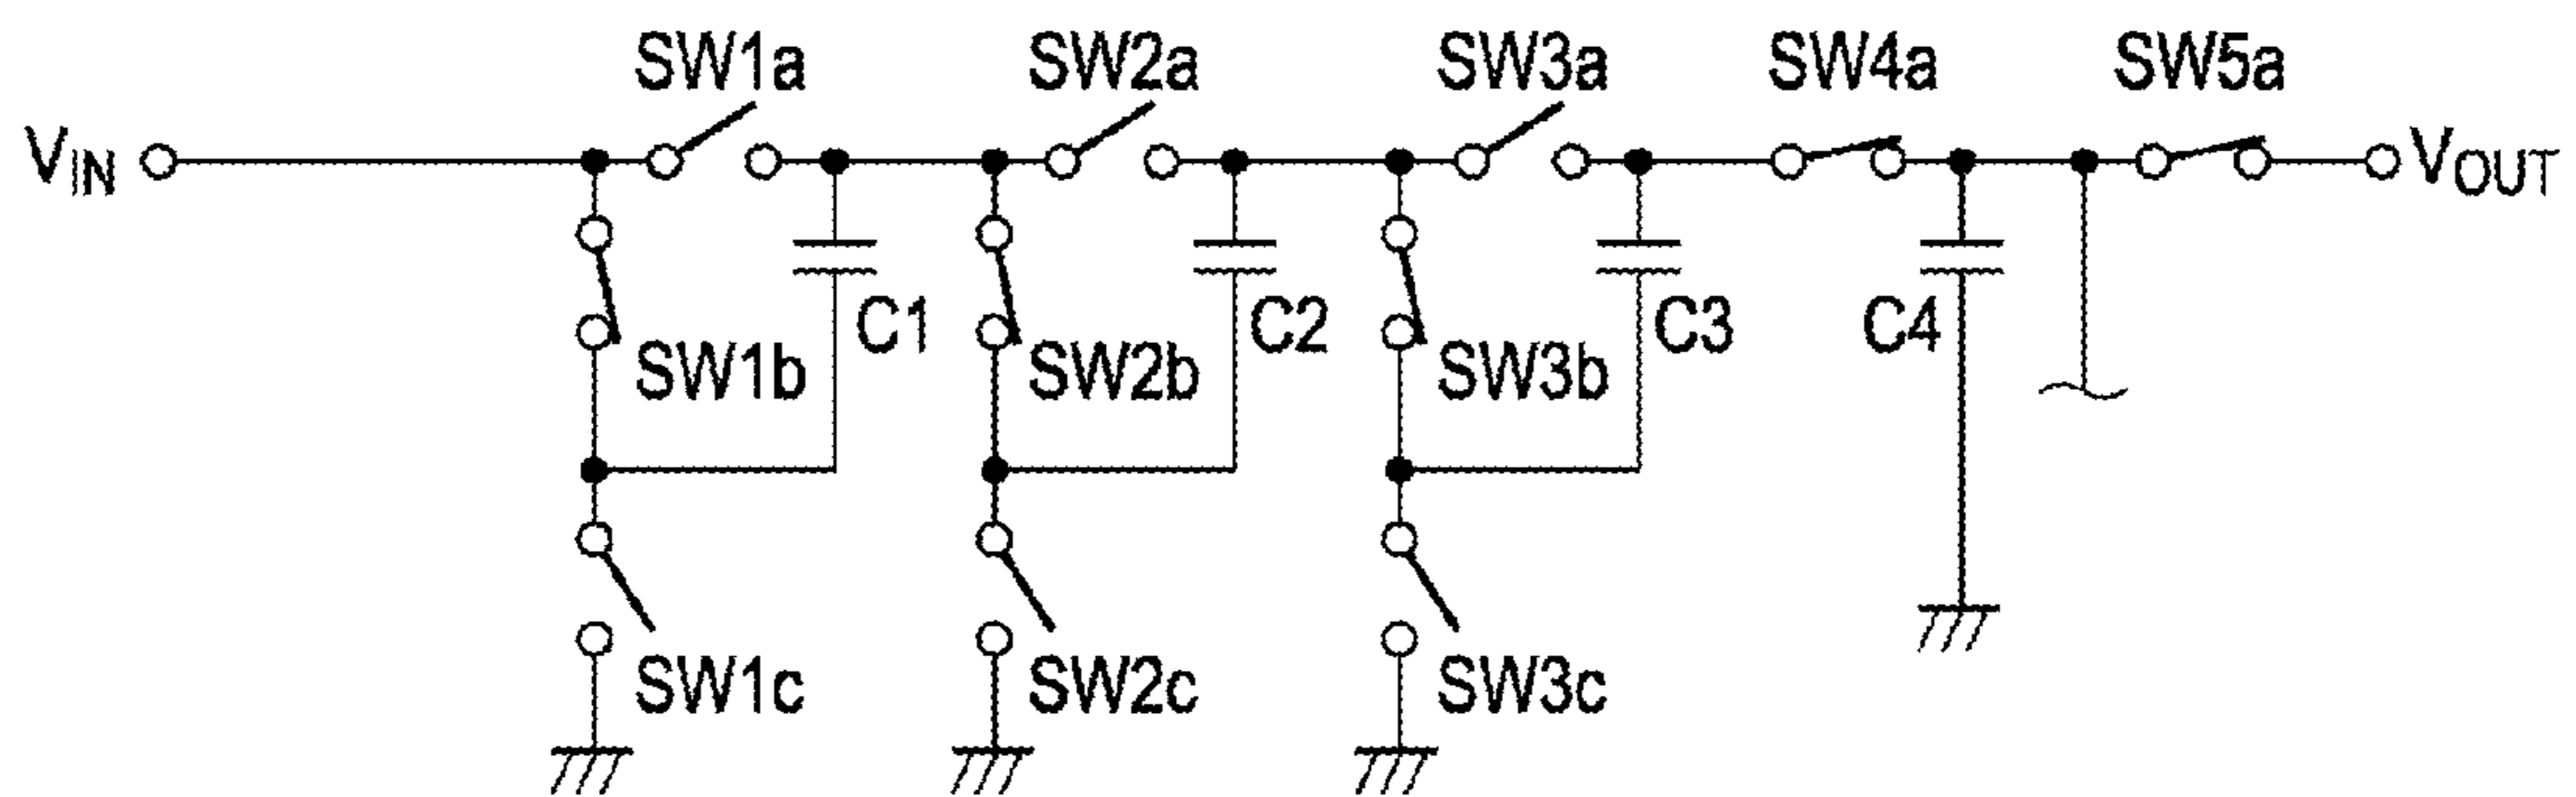 SW1a SW2a SW3a SW4a SW5a
VIN VOUT
C1 C2 C3 C4
SW1b SW2b SW3b
SW1c SW2c SW3c